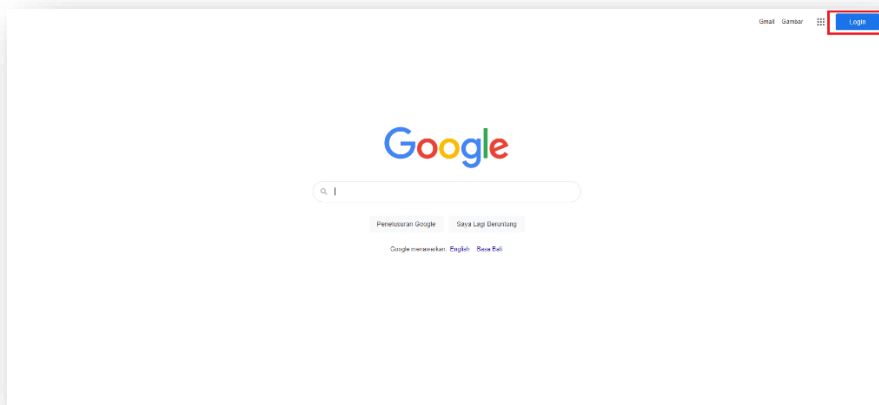 Gmail Gambar Login
Google
Penelusuran Google Saya Lagi Beruntung
Google menawarkan: English Basa Bali